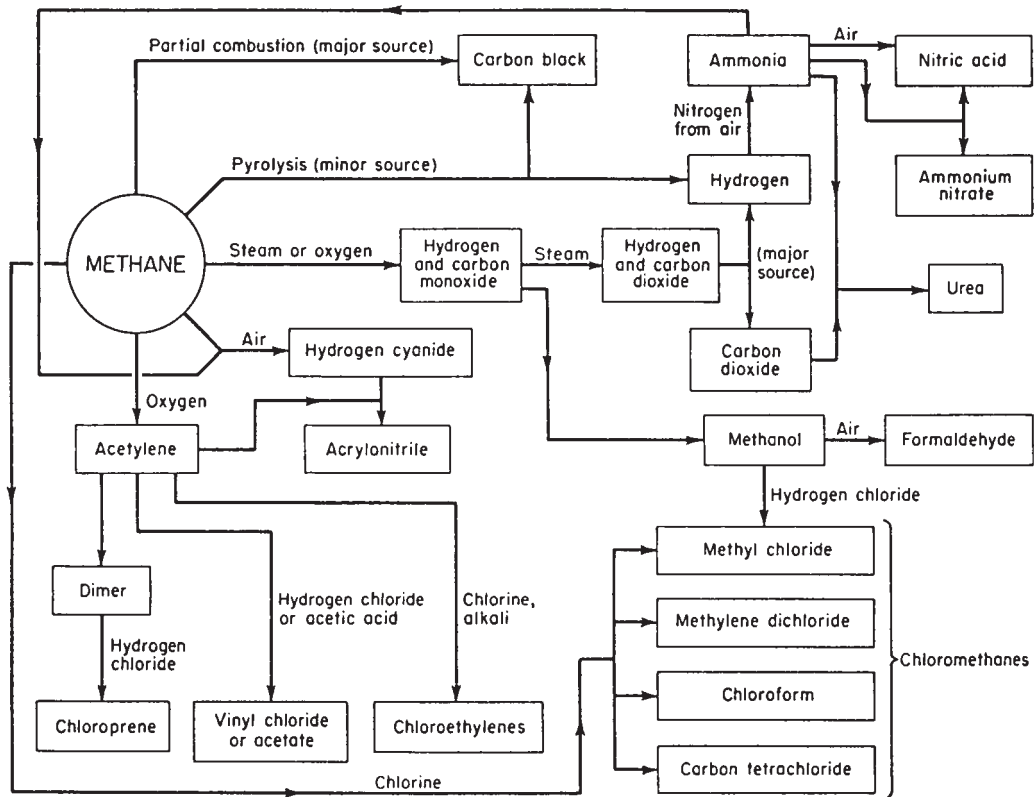 Partial combustion (major source)
Carbon black
Ammonia
Air
Nitric acid
Nitrogen
from air
Pyrolysis (minor source)
Hydrogen
Ammonium
nitrate
METHANE
Steam or oxygen
Hydrogen
and carbon
monoxide
Steam
Hydrogen
and carbon
dioxide
(major
source)
Urea
Air
Hydrogen cyanide
Carbon
dioxide
Oxygen
Acetylene
Acrylonitrile
Methanol
Air
Formaldehyde
Hydrogen chloride
Methyl chloride
Dimer
Hydrogen chloride
or acetic acid
Chlorine,
alkali
Methylene dichloride
Hydrogen
chloride
Chloromethanes
Chloroform
Chloroprene
Vinyl chloride
or acetate
Chloroethylenes
Carbon tetrachloride
Chlorine